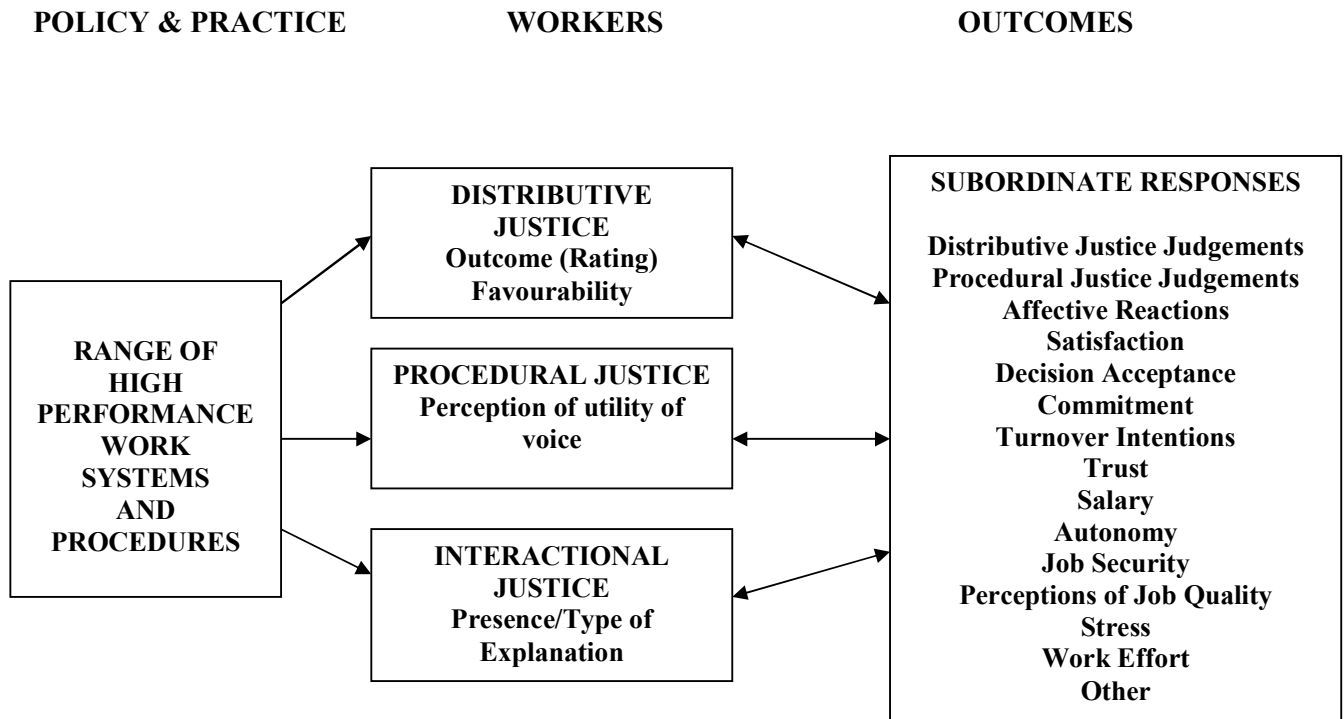 POLICY & PRACTICE
WORKERS
OUTCOMES
RANGE OF
HIGH
PERFORMANCE
WORK
SYSTEMS
AND
PROCEDURES
DISTRIBUTIVE
JUSTICE
Outcome (Rating)
Favourability
PROCEDURAL JUSTICE
Perception of utility of
voice
INTERACTIONAL
JUSTICE
Presence/Type of
Explanation
SUBORDINATE RESPONSES
Distributive Justice Judgements
Procedural Justice Judgements
Affective Reactions
Satisfaction
Decision Acceptance
Commitment
Turnover Intentions
Trust
Salary
Autonomy
Job Security
Perceptions of Job Quality
Stress
Work Effort
Other